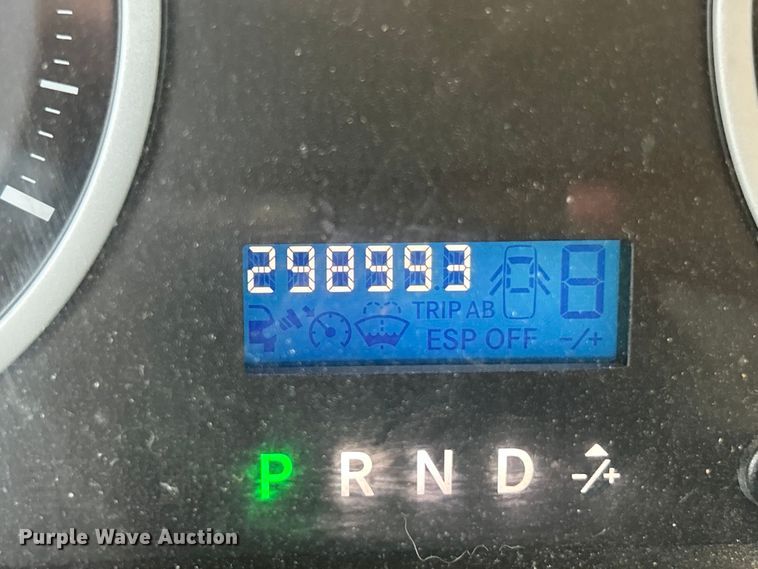 298993
TRIP AB
ESP OFF -/+
P R N D -/+
Purple Wave Auction